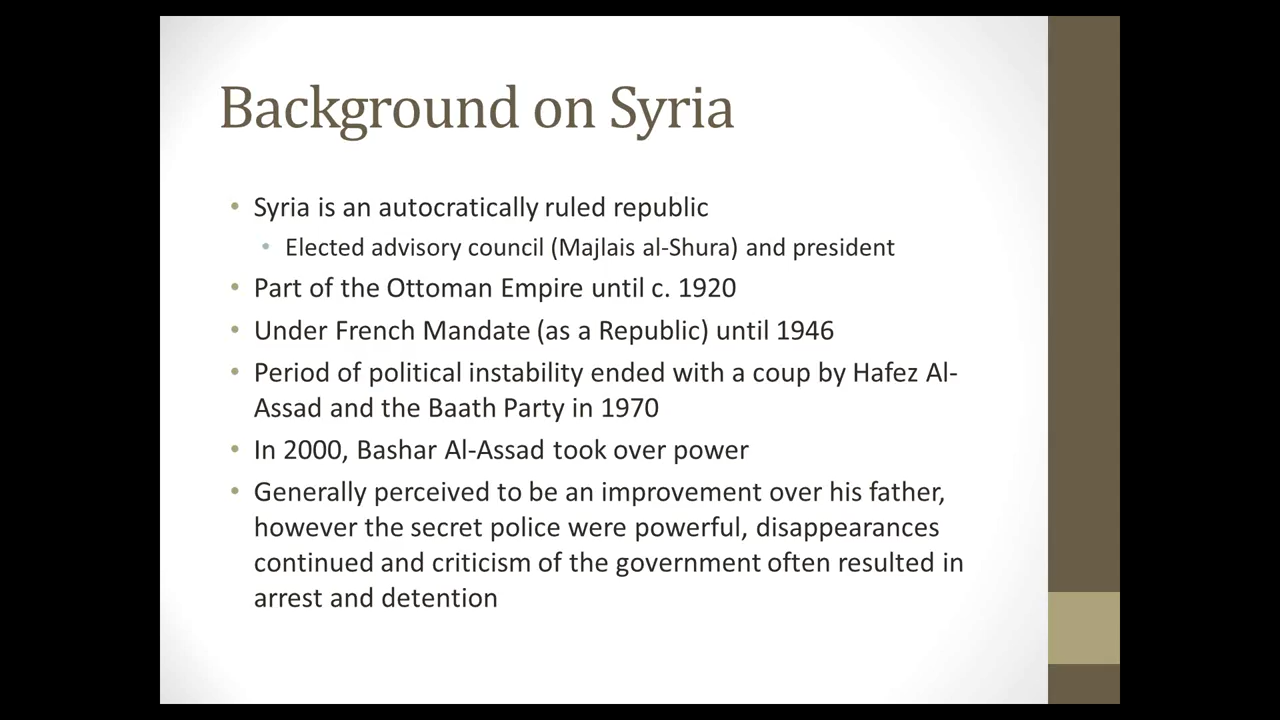 Background on Syria
• Syria is an autocratically ruled republic
• Elected advisory council (Majlais al-Shura) and president
• Part of the Ottoman Empire until c. 1920
• Under French Mandate (as a Republic) until 1946
• Period of political instability ended with a coup by Hafez Al-
Assad and the Baath Party in 1970
• In 2000, Bashar Al-Assad took over power
• Generally perceived to be an improvement over his father,
however the secret police were powerful, disappearances
continued and criticism of the government often resulted in
arrest and detention